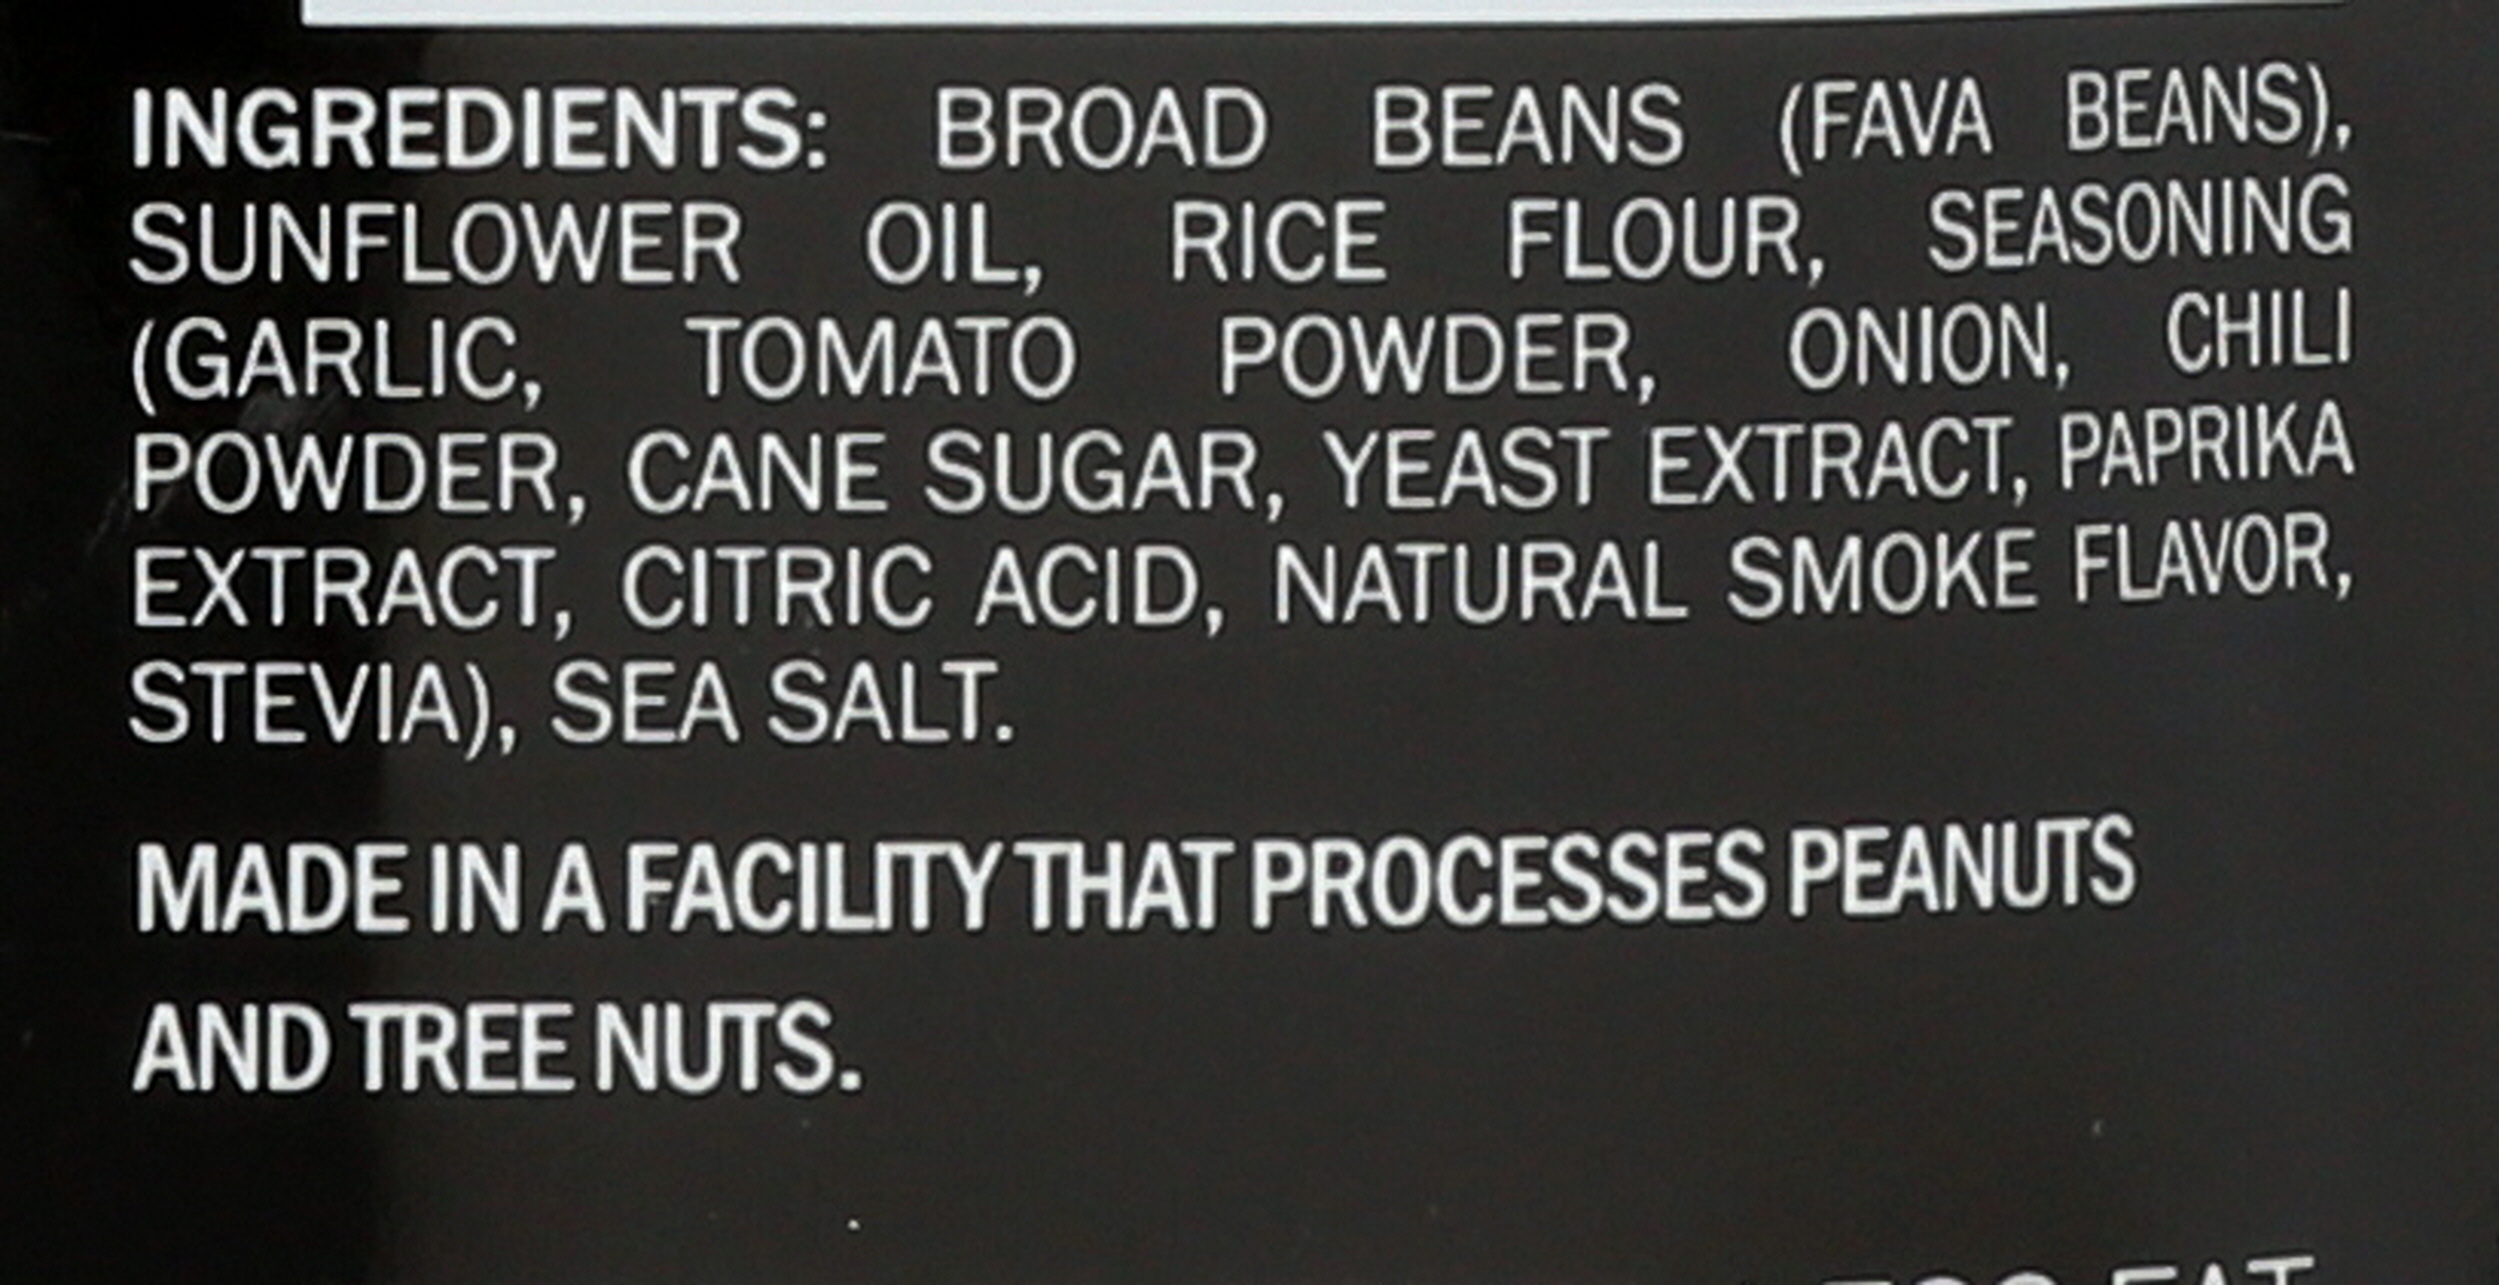 INGREDIENTS: BROAD BEANS (FAVA BEANS),
SUNFLOWER OIL, RICE FLOUR, SEASONING
(GARLIC, TOMATO POWDER, ONION, CHILI
POWDER, CANE SUGAR, YEAST EXTRACT, PAPRIKA
EXTRACT, CITRIC ACID, NATURAL SMOKE FLAVOR,
STEVIA), SEA SALT.
MADE IN A FACILITY THAT PROCESSES PEANUTS
AND TREE NUTS.